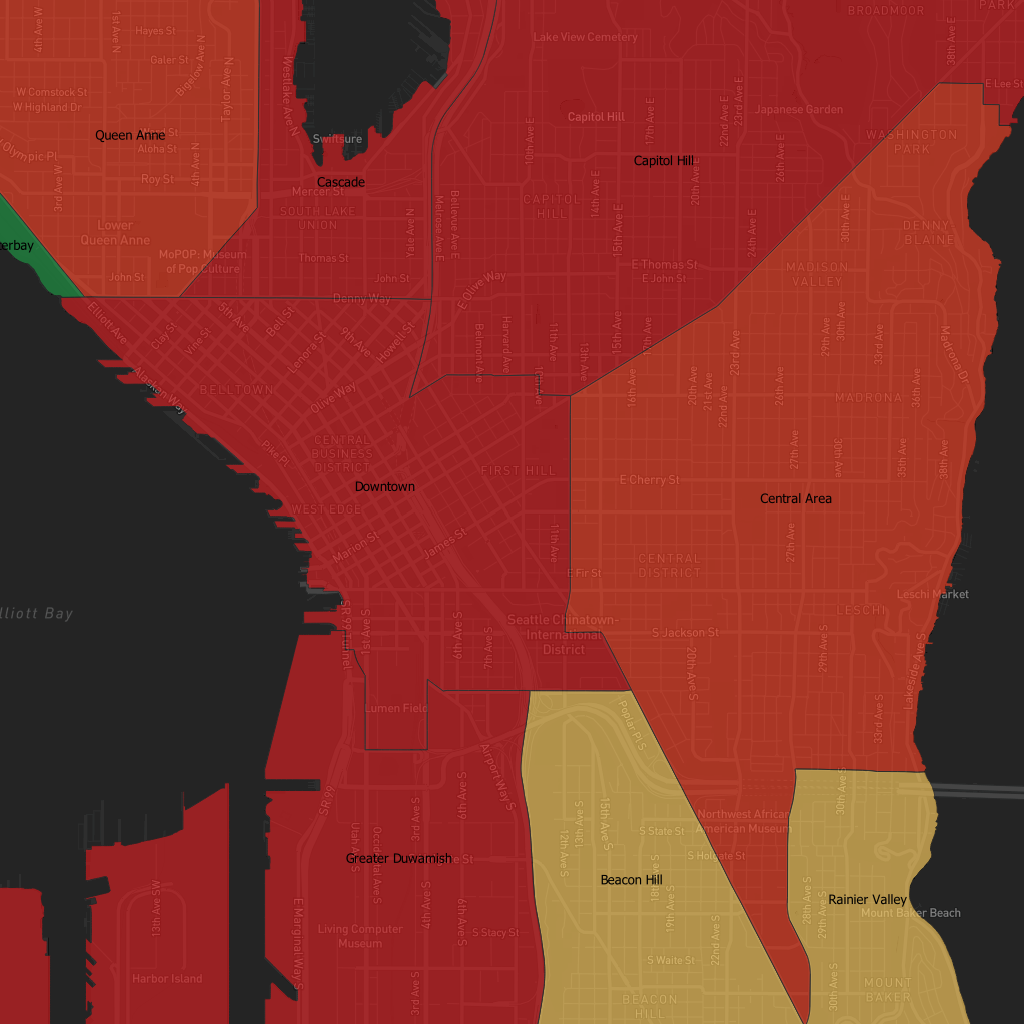 BROADMOOR
PARK
6th Ave W
1st Ave N
Hayes St
Galer St
Lake View Cemetery
38th Ave E
Bigelow Ave N
Taylor Ave N
Westlake Ave N
W Comstock St
W Highland Dr
E Lee St
17th Ave E
22nd Ave E
23rd Ave E
Japanese Garden
Capitol Hill
Queen Anne
Swiftsure
10th Ave E
WASHINGTON
PARK
Aloha St
Olympic Pl
4th Ave N
26th Ave E
Capitol Hill
3rd Ave W
Roy St
Cascade
Mercer St
20th Ave E
14th Ave E
CAPITOL
HILL
SOUTH LAKE
UNION
Melrose Ave E
Bellevue Ave E
Yale Ave N
15th Ave E
24th Ave E
30th Ave E
Lower
Queen Anne
DENNY
BLAINE
erbay
MoPOP: Museum
of Pop Culture
Thomas St
John St
John St
E Thomas St
E John St
MADISON
VALLEY
E Olive Way
Denny Way
Elliott Ave
5th Ave
Bell St
Clay St
Vine St
Lenora St
9th Ave
Howell St
Belmont Ave
Harvard Ave
11th Ave
13th Ave
15th Ave
17th Ave
23rd Ave
29th Ave
30th Ave
33rd Ave
Madrona Dr
Alaskan Way
BELLTOWN
Olive Way
10th Ave
16th Ave
20th Ave
21st Ave
22nd Ave
26th Ave
MADRONA
36th Ave
CENTRAL
BUSINESS
DISTRICT
Pike Pl
27th Ave
30th Ave
35th Ave
38th Ave
FIRST HILL
E Cherry St
Downtown
Central Area
WEST EDGE
Marion St
James St
11th Ave
27th Ave
CENTRAL
DISTRICT
E Fir St
Leschi Market
LESCHI
lliott Bay
SR 99 Tunnel
1st Ave S
6th Ave S
7th Ave S
Seattle Chinatown-
International
District
S Jackson St
29th Ave S
20th Ave S
Lakeside Ave S
33rd Ave S
Lumen Field
Poplar Pl S
Airport Way S
SR 99
3rd Ave S
6th Ave S
13th Ave S
15th Ave S
30th Ave S
Northwest African
American Museum
Utah Ave S
Occidental Ave S
12th Ave S
S State St
S Holgate St
Greater Duwamish
Beacon Hill
18th Ave S
19th Ave S
Rainier Valley
28th Ave S
29th Ave S
Mount Baker Beach
13th Ave SW
E Marginal Way S
4th Ave S
6th Ave S
22nd Ave S
Living Computer
Museum
S Stacy St
S Waite St
Harbor Island
3rd Ave S
30th Ave S
MOUNT
BAKER
BEACON
HILL